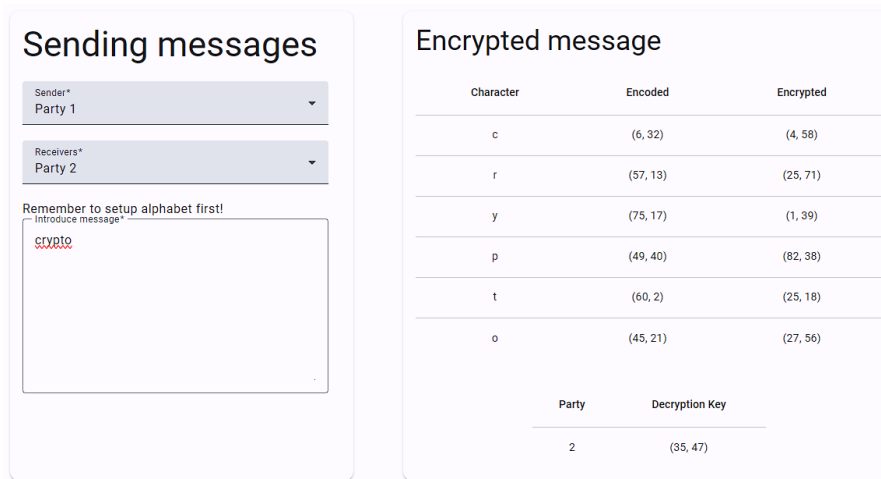 Sending messages
Sender*
Party 1
Receivers*
Party 2
Remember to setup alphabet first!
Introduce message*
crypto
Encrypted message
Character Encoded Encrypted
c (6, 32) (4, 58)
r (57, 13) (25, 71)
y (75, 17) (1, 39)
p (49, 40) (82, 38)
t (60, 2) (25, 18)
o (45, 21) (27, 56)
Party Decryption Key
2 (35, 47)